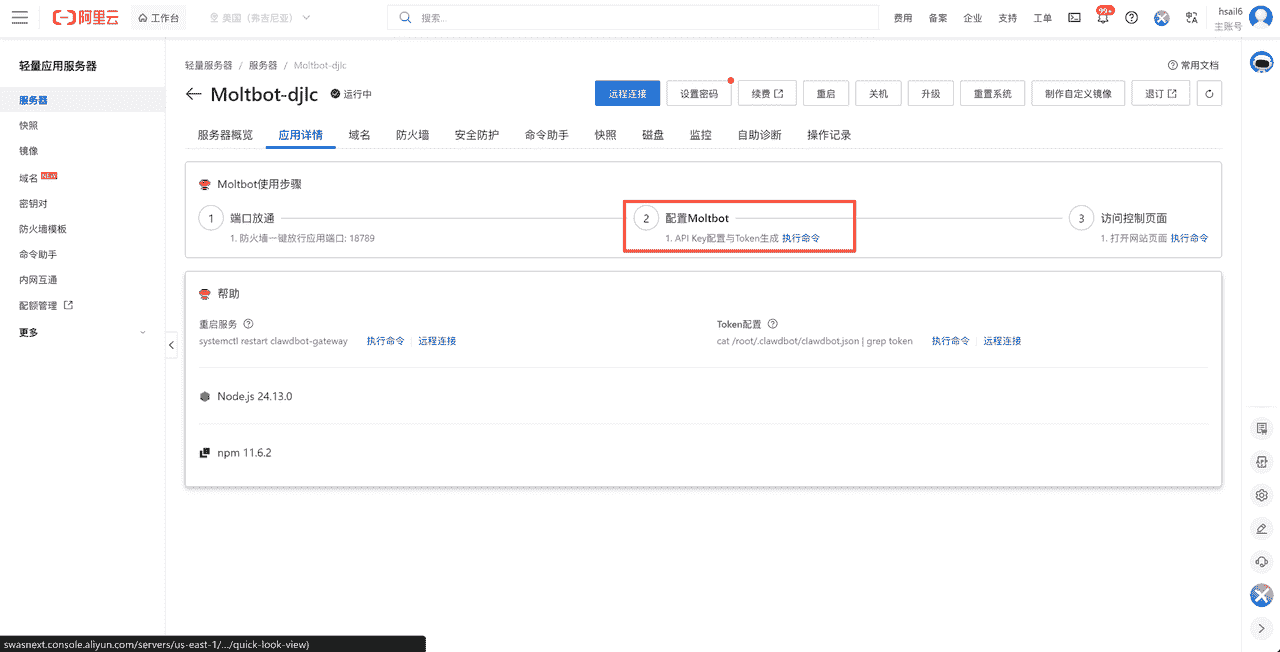 阿里云 工作台 美国（弗吉尼亚） 搜索... 费用 备案 企业 支持 工单 99+ hsail6
主账号
轻量应用服务器
服务器
快照
镜像
域名 NEW
密钥对
防火墙模板
命令助手
内网互通
配额管理
更多
轻量服务器 / 服务器 / Moltbot-djlc 常用文档
Moltbot-djlc 运行中 远程连接 设置密码 续费 重启 关机 升级 重置系统 制作自定义镜像 退订
服务器概览 应用详情 域名 防火墙 安全防护 命令助手 快照 磁盘 监控 自助诊断 操作记录
Moltbot使用步骤
1 端口放通 2 配置Moltbot 3 访问控制页面
1. 防火墙一键放行应用端口: 18789 1. API Key配置与Token生成 执行命令 1. 打开网站页面 执行命令
帮助
重启服务 Token配置
systemctl restart clawdbot-gateway 执行命令 远程连接 cat /root/.clawdbot/clawdbot.json | grep token 执行命令 远程连接
Node.js 24.13.0
npm 11.6.2
swasnext.console.aliyun.com/servers/us-east-1/.../quick-look-view)